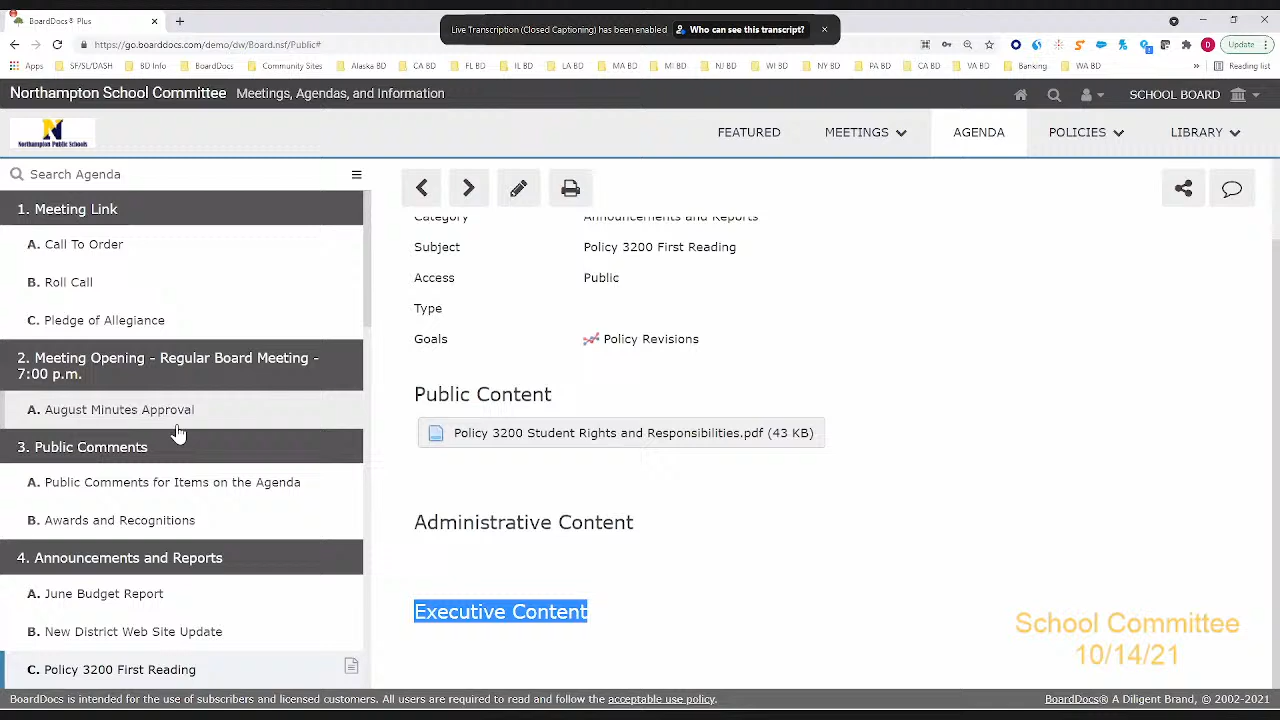 BoardDocs® Plus
Live Transcription (Closed Captioning) has been enabled
Who can see this transcript?
https://go.boarddocs.com/demo/dw/Board.nsf/Public#
Update
Apps
SF/SL/DASH
BD Info
BoardDocs
Community Sites
Alaska BD
CA BD
FL BD
IL BD
LA BD
MA BD
MI BD
NJ BD
WI BD
NY BD
PA BD
CA BD
VA BD
Banking
WA BD
»
Reading list
Northampton School Committee Meetings, Agendas, and Information
SCHOOL BOARD
N
Northampton Public Schools
FEATURED
MEETINGS
AGENDA
POLICIES
LIBRARY
Search Agenda
1. Meeting Link
A. Call To Order
B. Roll Call
C. Pledge of Allegiance
2. Meeting Opening - Regular Board Meeting -
7:00 p.m.
A. August Minutes Approval
3. Public Comments
A. Public Comments for Items on the Agenda
B. Awards and Recognitions
4. Announcements and Reports
A. June Budget Report
B. New District Web Site Update
C. Policy 3200 First Reading
Category Announcements and Reports
Subject Policy 3200 First Reading
Access Public
Type
Goals Policy Revisions
Public Content
Policy 3200 Student Rights and Responsibilities.pdf (43 KB)
Administrative Content
Executive Content
School Committee
10/14/21
BoardDocs is intended for the use of subscribers and licensed customers. All users are required to read and follow the acceptable use policy.
BoardDocs® A Diligent Brand, © 2002-2021